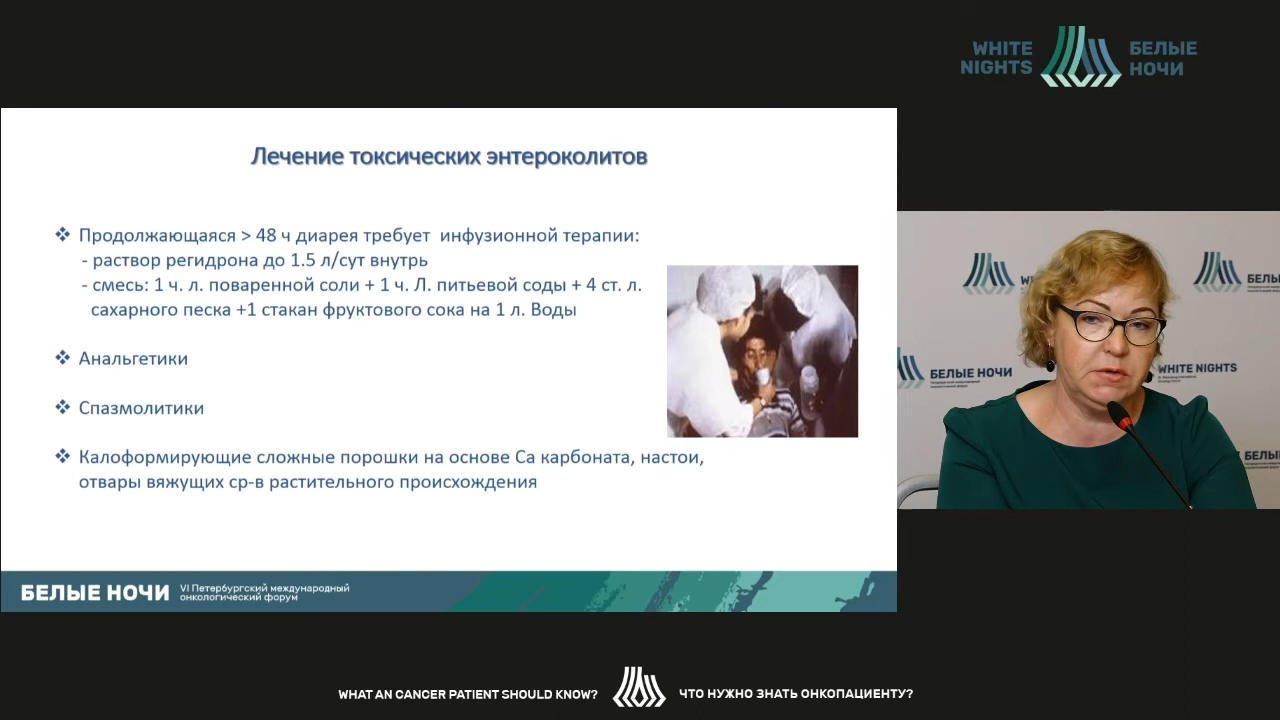 WHITE
NIGHTS
БЕЛЫЕ
НОЧИ
Лечение токсических энтероколитов
Продолжающаяся > 48 ч диарея требует инфузионной терапии:
- раствор регидрона до 1.5 л/сут внутрь
- смесь: 1 ч. л. поваренной соли + 1 ч. Л. питьевой соды + 4 ст. л.
сахарного песка +1 стакан фруктового сока на 1 л. Воды
Анальгетики
Спазмолитики
Калоформирующие сложные порошки на основе Ca карбоната, настои,
отвары вяжущих ср-в растительного происхождения
БЕЛЫЕ НОЧИ
VI Петербургский международный
онкологический форум
БЕЛЫЕ НОЧИ
WHITE NIGHTS
WHAT AN CANCER PATIENT SHOULD KNOW?
ЧТО НУЖНО ЗНАТЬ ОНКОПАЦИЕНТУ?